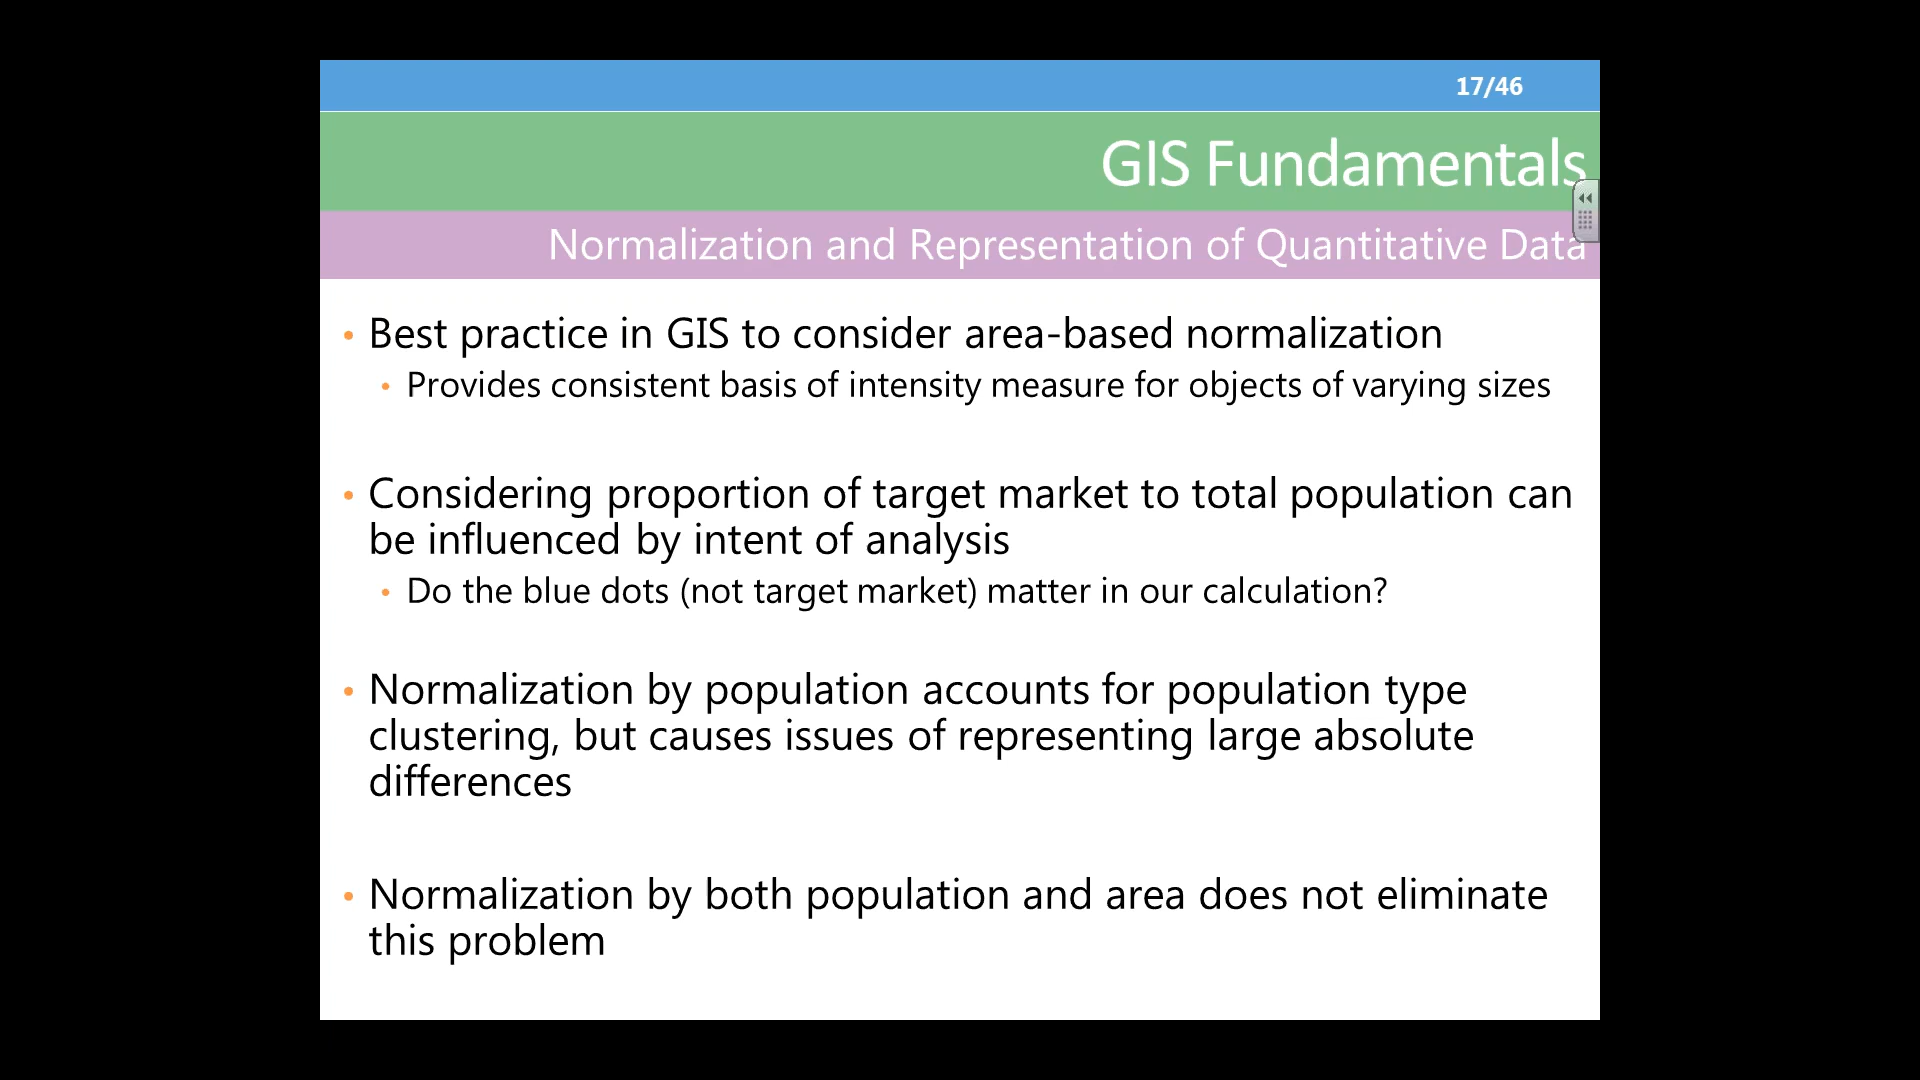 17/46
GIS Fundamentals
Normalization and Representation of Quantitative Data
• Best practice in GIS to consider area-based normalization
• Provides consistent basis of intensity measure for objects of varying sizes
• Considering proportion of target market to total population can
be influenced by intent of analysis
• Do the blue dots (not target market) matter in our calculation?
• Normalization by population accounts for population type
clustering, but causes issues of representing large absolute
differences
• Normalization by both population and area does not eliminate
this problem